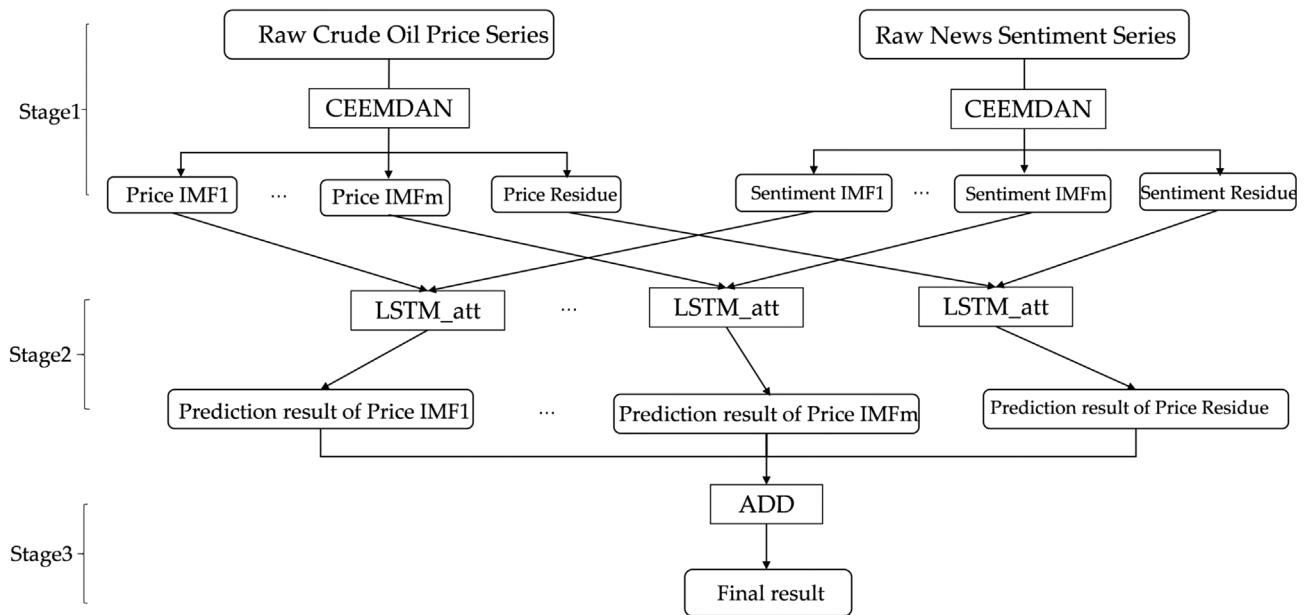 Raw Crude Oil Price Series
Raw News Sentiment Series
Stage1
CEEMDAN
CEEMDAN
Price IMF1
...
Price IMFm
Price Residue
Sentiment IMF1
...
Sentiment IMFm
Sentiment Residue
LSTM_att
...
LSTM_att
LSTM_att
Stage2
Prediction result of Price IMF1
...
Prediction result of Price IMFm
Prediction result of Price Residue
ADD
Stage3
Final result